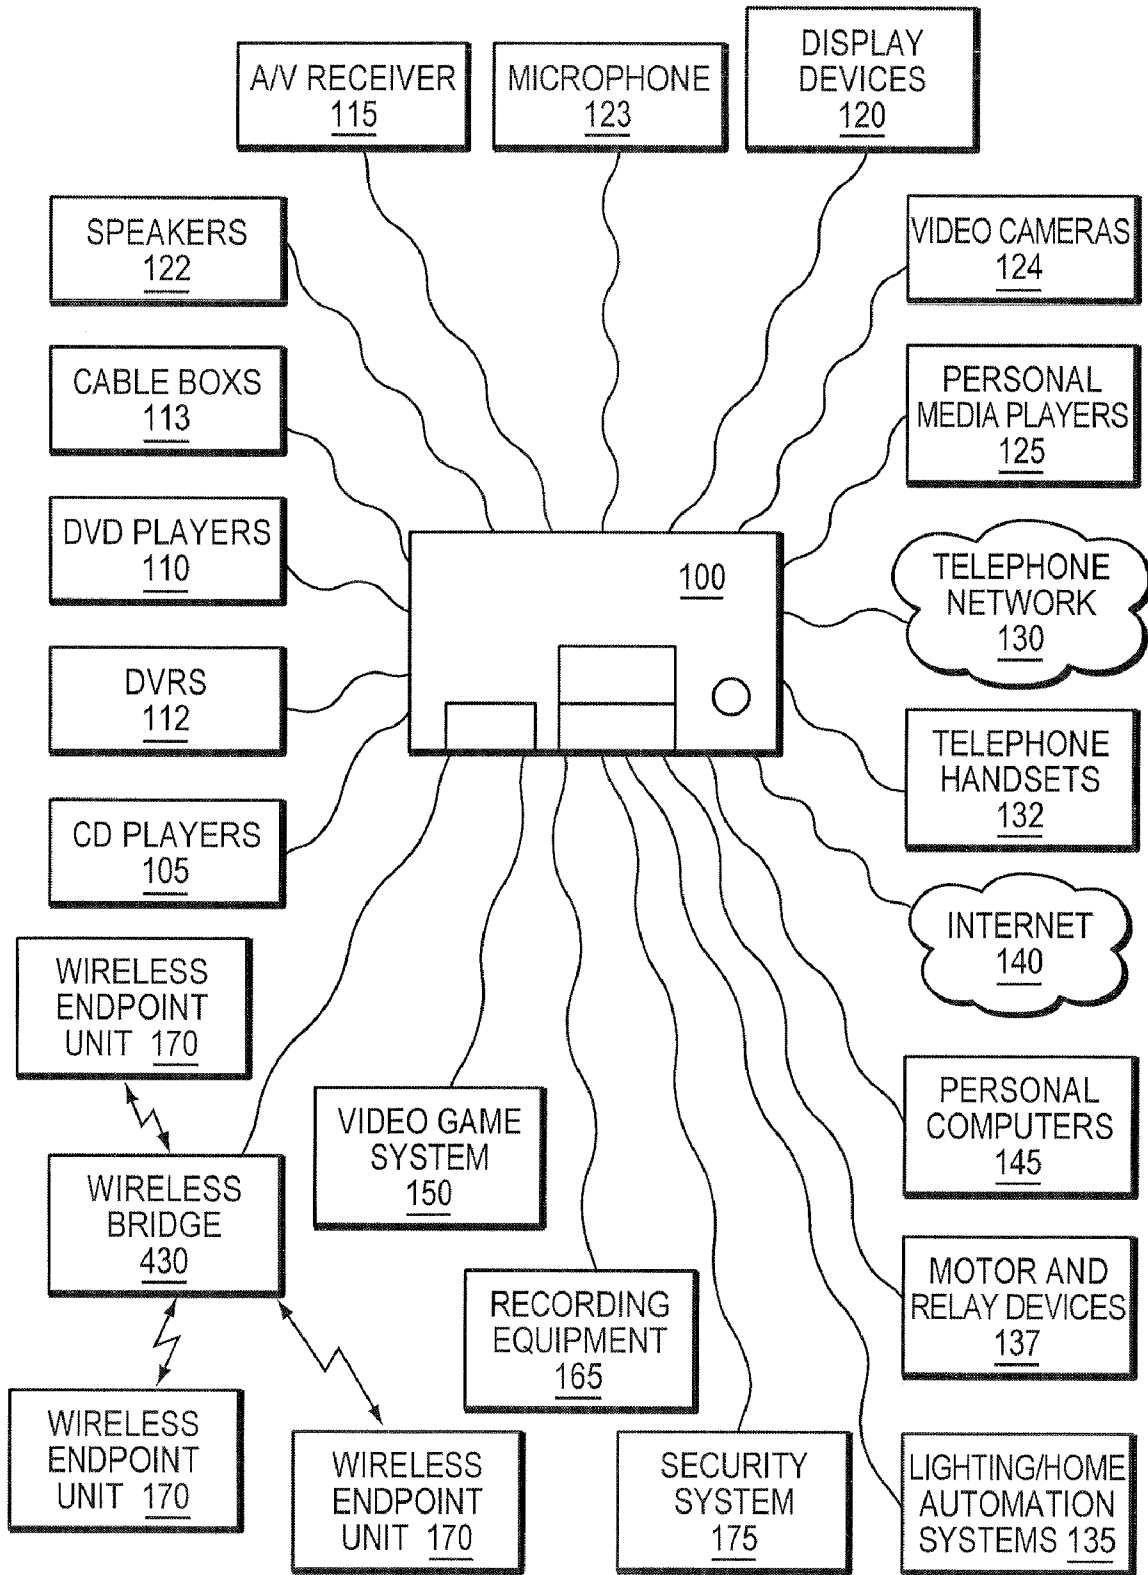 A/V RECEIVER
115
MICROPHONE
123
DISPLAY
DEVICES
120
SPEAKERS
122
VIDEO CAMERAS
124
CABLE BOXS
113
PERSONAL
MEDIA PLAYERS
125
DVD PLAYERS
110
100
TELEPHONE
NETWORK
130
DVRS
112
TELEPHONE
HANDSETS
132
CD PLAYERS
105
INTERNET
140
WIRELESS
ENDPOINT
UNIT 170
PERSONAL
COMPUTERS
145
VIDEO GAME
SYSTEM
150
WIRELESS
BRIDGE
430
MOTOR AND
RELAY DEVICES
137
RECORDING
EQUIPMENT
165
WIRELESS
ENDPOINT
UNIT 170
WIRELESS
ENDPOINT
UNIT 170
SECURITY
SYSTEM
175
LIGHTING/HOME
AUTOMATION
SYSTEMS 135